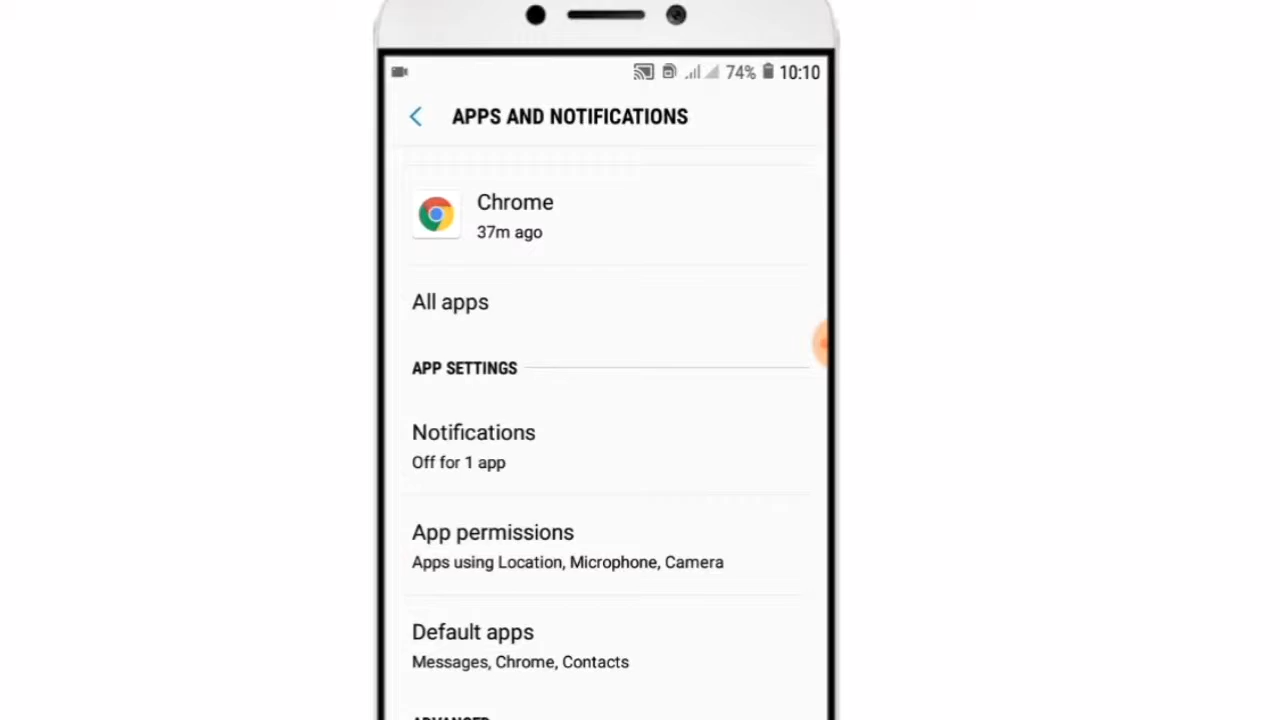 74% 10:10
APPS AND NOTIFICATIONS
Chrome
37m ago
All apps
APP SETTINGS
Notifications
Off for 1 app
App permissions
Apps using Location, Microphone, Camera
Default apps
Messages, Chrome, Contacts
ADVANCED